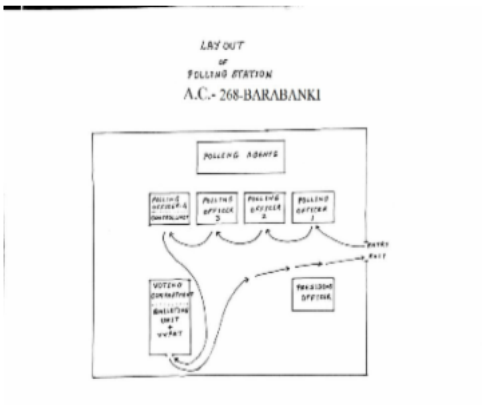 LAY OUT
OF
POLLING STATION
A.C.- 268-BARABANKI
POLLING AGENTS
POLLING
OFFICER-4
CONTROL UNIT
POLLING
OFFICER
3
POLLING
OFFICER
2
POLLING
OFFICER
1
ENTRY
EXIT
VOTING
COMPARTMENT
BALLOTING
UNIT
+
VVPAT
PRESIDING
OFFICER